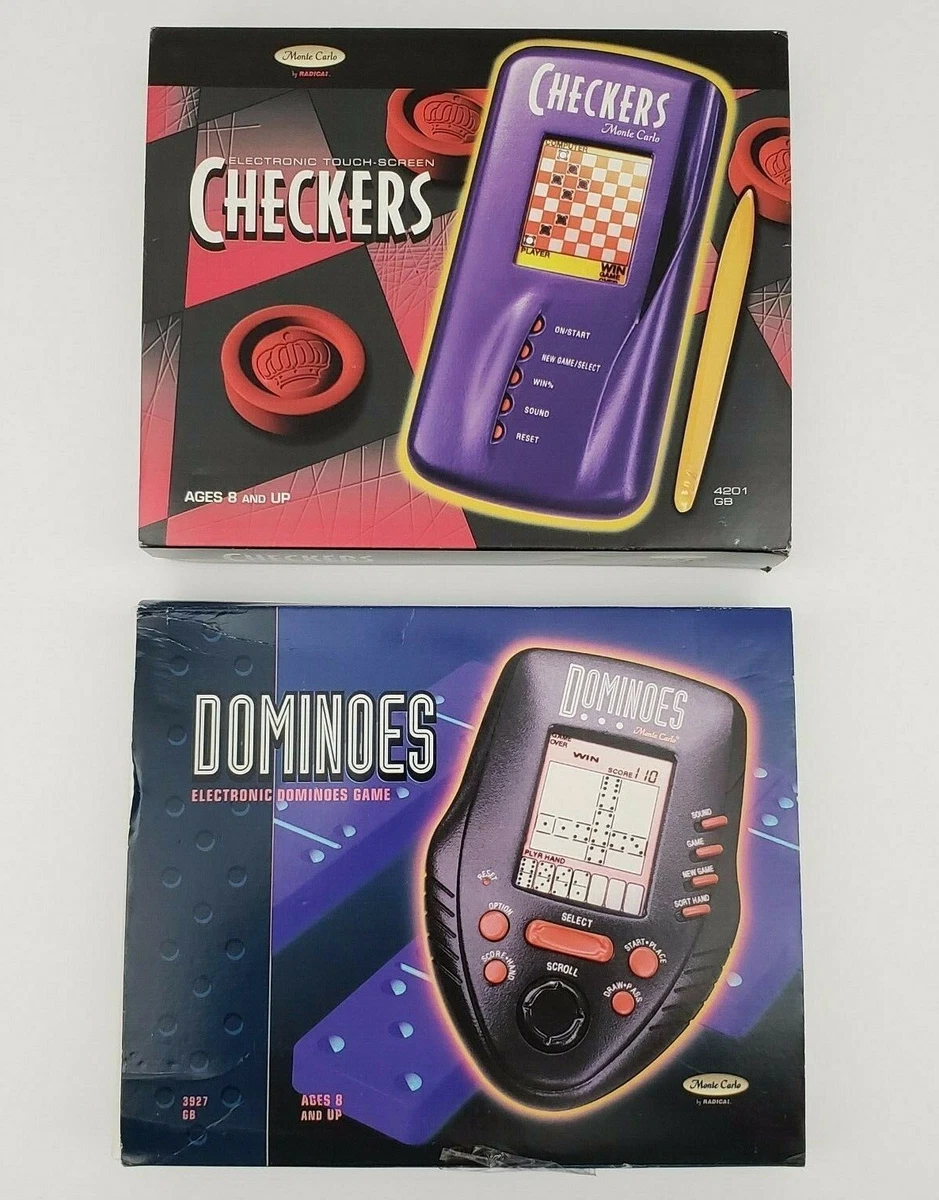 Monte Carlo
by RADICA®
ELECTRONIC TOUCH-SCREEN
CHECKERS
CHECKERS
Monte Carlo
COMPUTER
PLAYER
WIN
GAME
ON/START
NEW GAME/SELECT
WIN%
SOUND
RESET
AGES 8 AND UP
4201
GB
CHECKERS
DOMINOES
ELECTRONIC DOMINOES GAME
DOMINOES
Monte Carlo®
GAME
OVER
WIN
SCORE 110
PLYR HAND
SOUND
GAME
NEW GAME
SORT HAND
RESET
OPTION
SELECT
START•PLACE
SCORE•HAND
SCROLL
DRAW•PASS
3927
GB
AGES 8
AND UP
Monte Carlo
by RADICA®